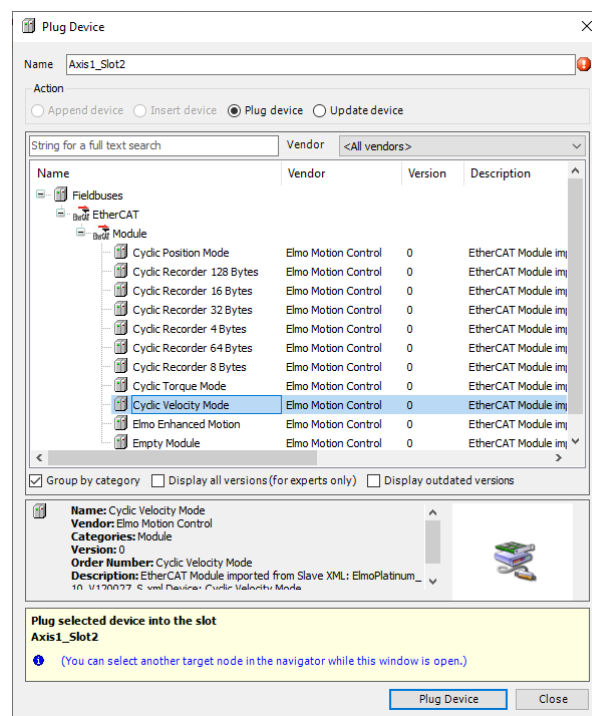 Plug Device
Name Axis1_Slot2
Action
Append device Insert device Plug device Update device
String for a full text search Vendor <All vendors>
Name Vendor Version Description
Fieldbuses
EtherCAT
Module
Cyclic Position Mode Elmo Motion Control 0 EtherCAT Module im
Cyclic Recorder 128 Bytes Elmo Motion Control 0 EtherCAT Module im
Cyclic Recorder 16 Bytes Elmo Motion Control 0 EtherCAT Module im
Cyclic Recorder 32 Bytes Elmo Motion Control 0 EtherCAT Module im
Cyclic Recorder 4 Bytes Elmo Motion Control 0 EtherCAT Module im
Cyclic Recorder 64 Bytes Elmo Motion Control 0 EtherCAT Module im
Cyclic Recorder 8 Bytes Elmo Motion Control 0 EtherCAT Module im
Cyclic Torque Mode Elmo Motion Control 0 EtherCAT Module im
Cyclic Velocity Mode Elmo Motion Control 0 EtherCAT Module im
Elmo Enhanced Motion Elmo Motion Control 0 EtherCAT Module im
Empty Module Elmo Motion Control 0 EtherCAT Module im
Group by category Display all versions (for experts only) Display outdated versions
Name: Cyclic Velocity Mode
Vendor: Elmo Motion Control
Categories: Module
Version: 0
Order Number: Cyclic Velocity Mode
Description: EtherCAT Module imported from Slave XML: ElmoPlatinum_
10_V120027_S.xml Device: Cyclic Velocity Mode
Plug selected device into the slot
Axis1_Slot2
(You can select another target node in the navigator while this window is open.)
Plug Device Close